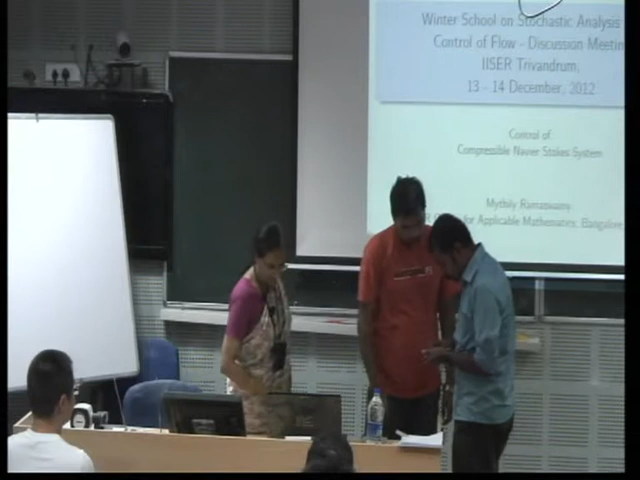 Winter School on Stochastic Analysis
Control of Flow - Discussion Meetin
IISER Trivandrum,
13 - 14 December, 2012
Control of
Compressible Navier Stokes System
Mythily Ramaswamy
for Applicable Mathematics, Bangalore